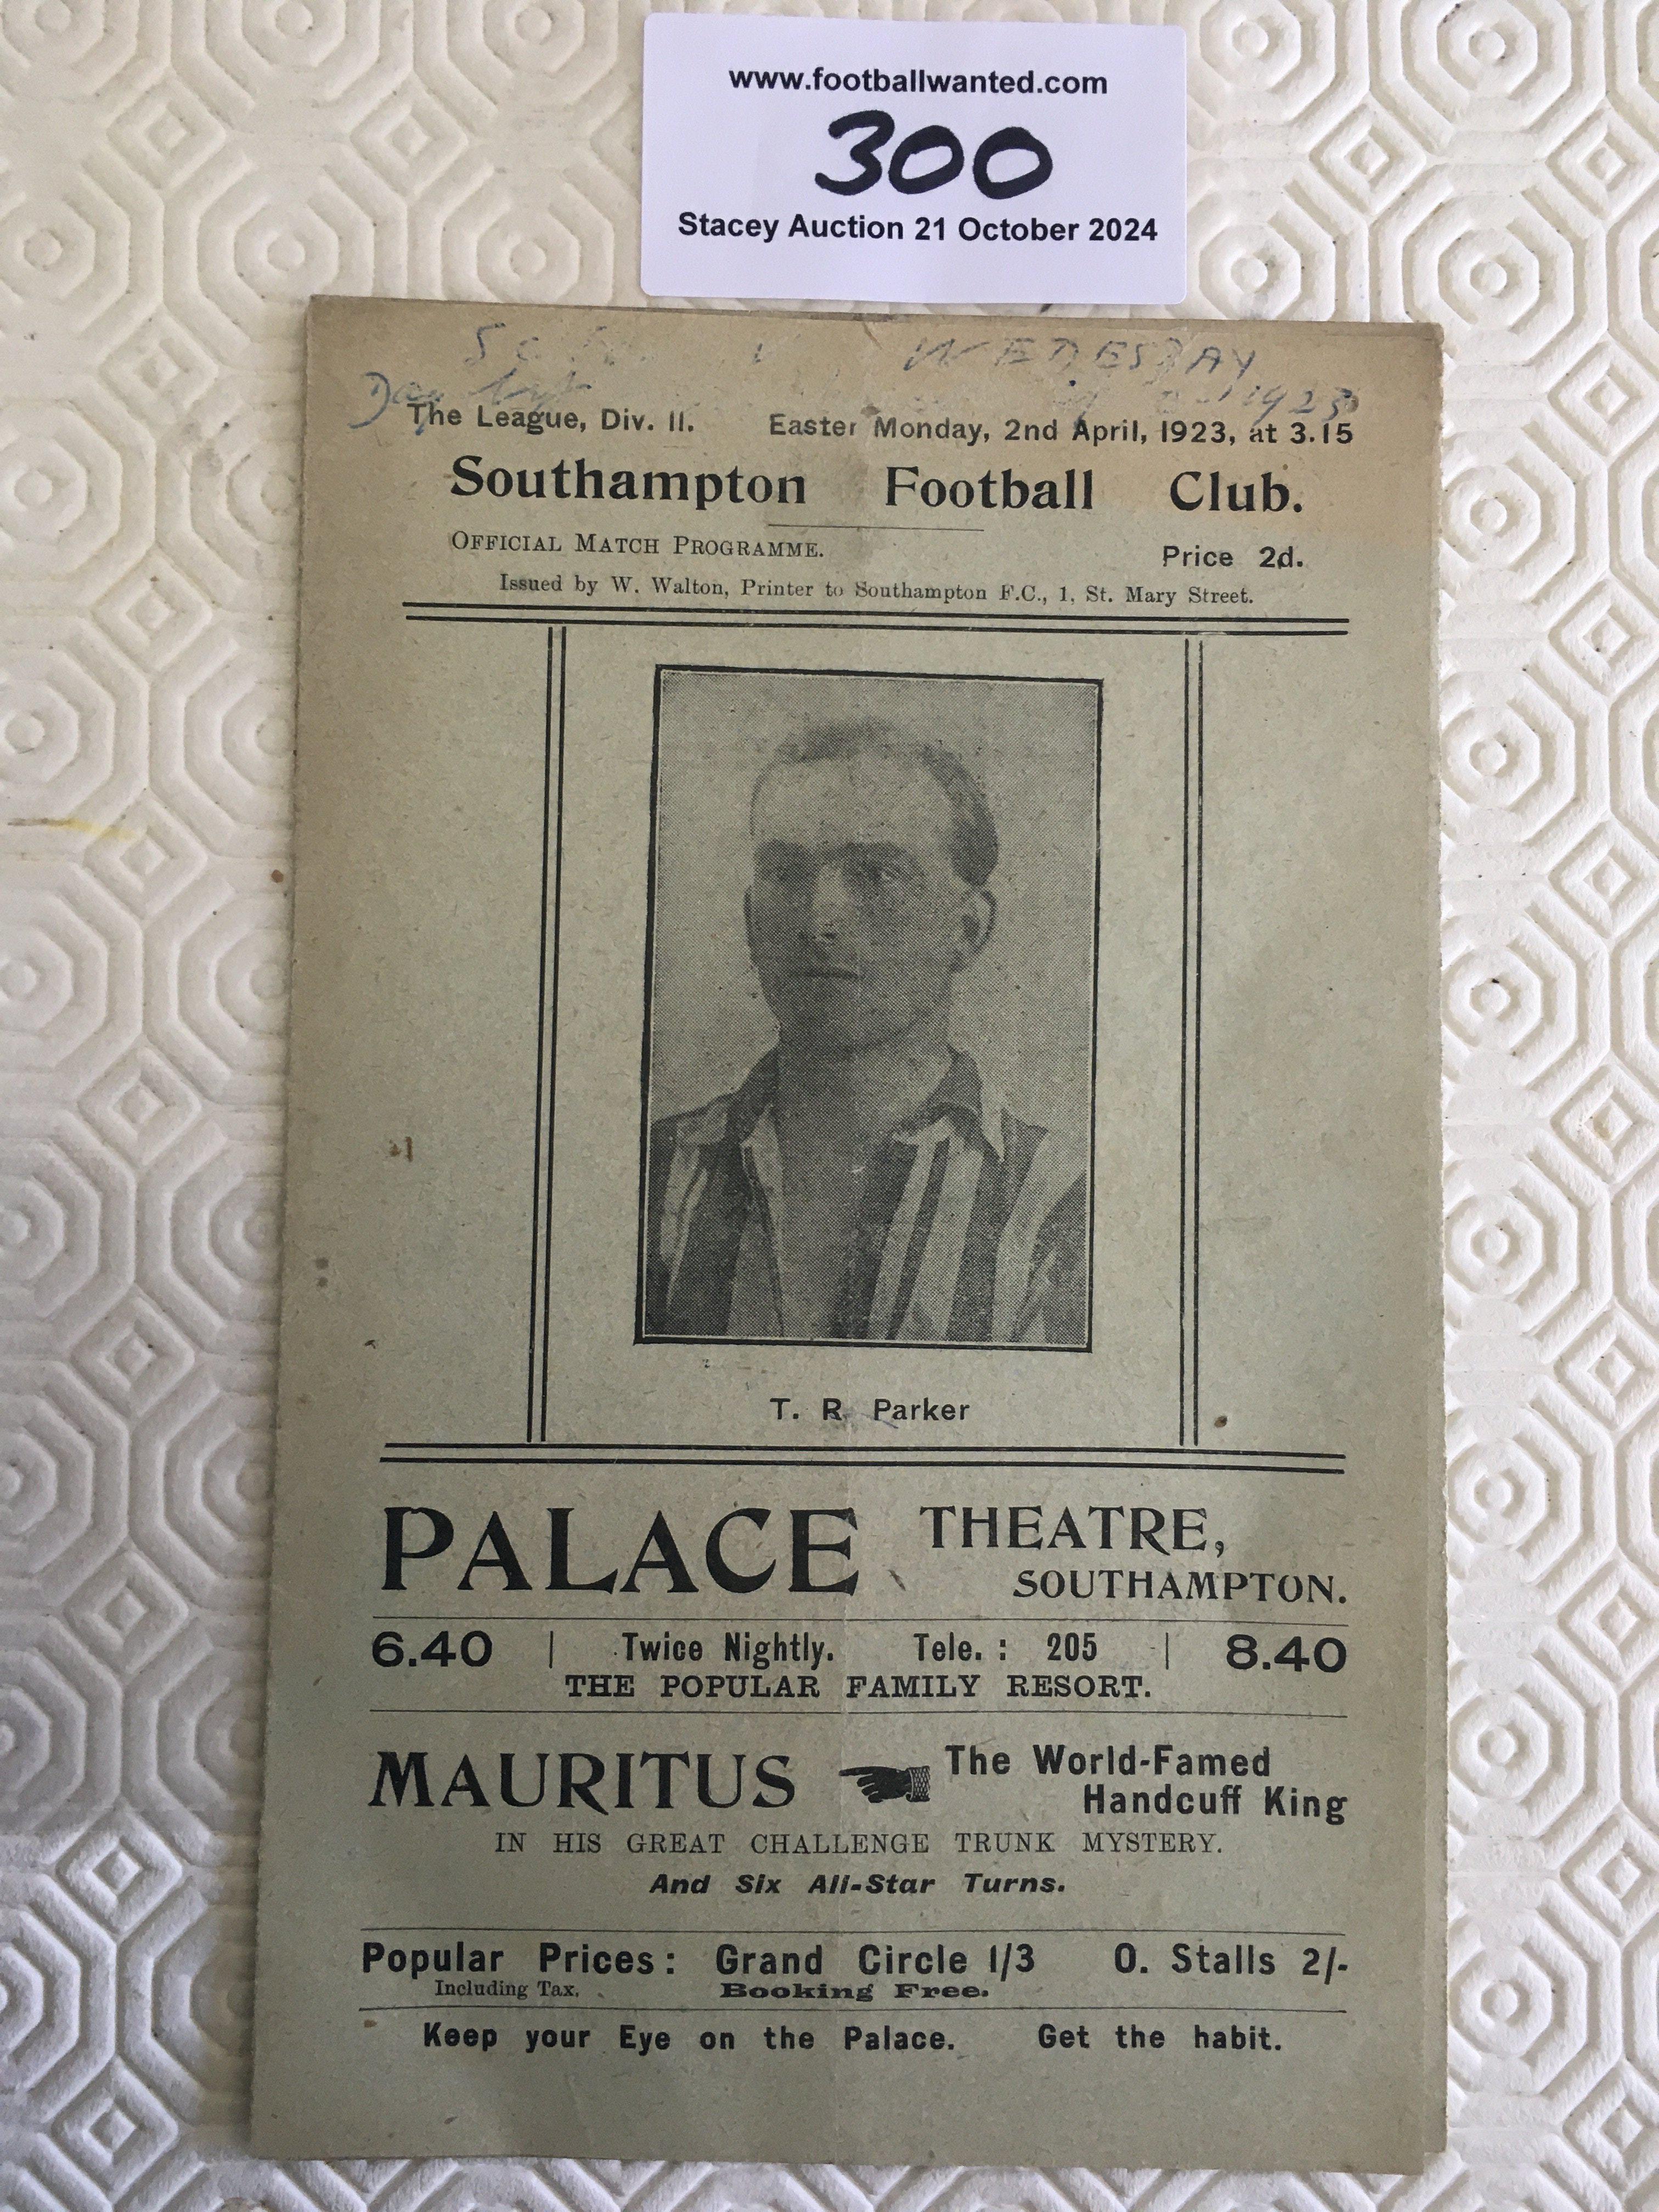 www.footballwanted.com
300
Stacey Auction 21 October 2024
V WEDESDAY
1923
The League, Div. II. Easter Monday, 2nd April, 1923, at 3.15
Southampton Football Club.
OFFICIAL MATCH PROGRAMME. Price 2d.
Issued by W. Walton, Printer to Southampton F.C., 1, St. Mary Street.
T. R. Parker
PALACE THEATRE,
SOUTHAMPTON.
6.40 | Twice Nightly. Tele.: 205 | 8.40
THE POPULAR FAMILY RESORT.
MAURITUS The World-Famed
Handcuff King
IN HIS GREAT CHALLENGE TRUNK MYSTERY.
And Six All-Star Turns.
Popular Prices: Grand Circle 1/3 O. Stalls 2/-
Including Tax. Booking Free.
Keep your Eye on the Palace. Get the habit.